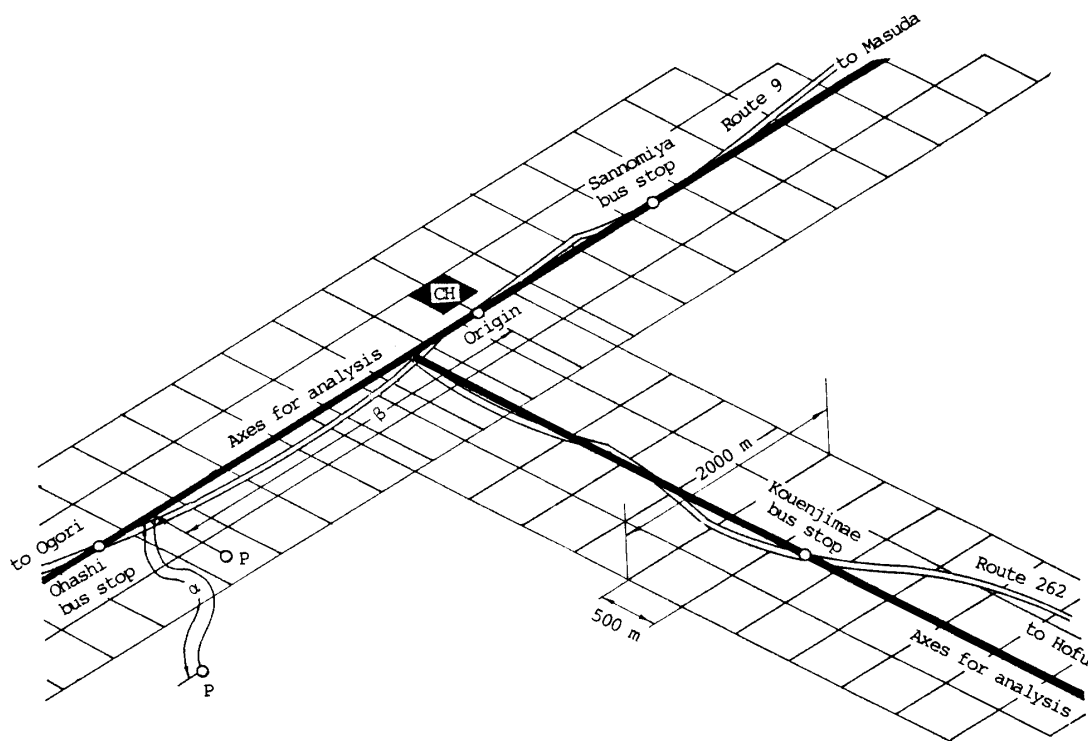 to Masuda
Route 9
Sannomiya
bus stop
CH
Origin
Axes for analysis
β
2000 m
Kouenjimae
bus stop
to Ogori
Ohashi
bus stop
P
α
P
500 m
Route 262
to Hofu
Axes for analysis